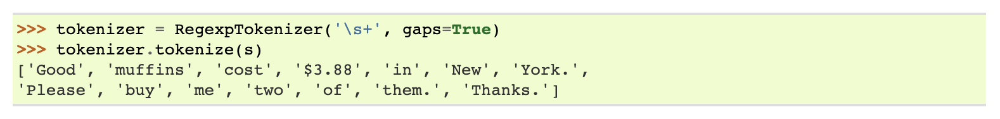 >>> tokenizer = RegexpTokenizer('\s+', gaps=True)
>>> tokenizer.tokenize(s)
['Good', 'muffins', 'cost', '$3.88', 'in', 'New', 'York.',
'Please', 'buy', 'me', 'two', 'of', 'them.', 'Thanks.']